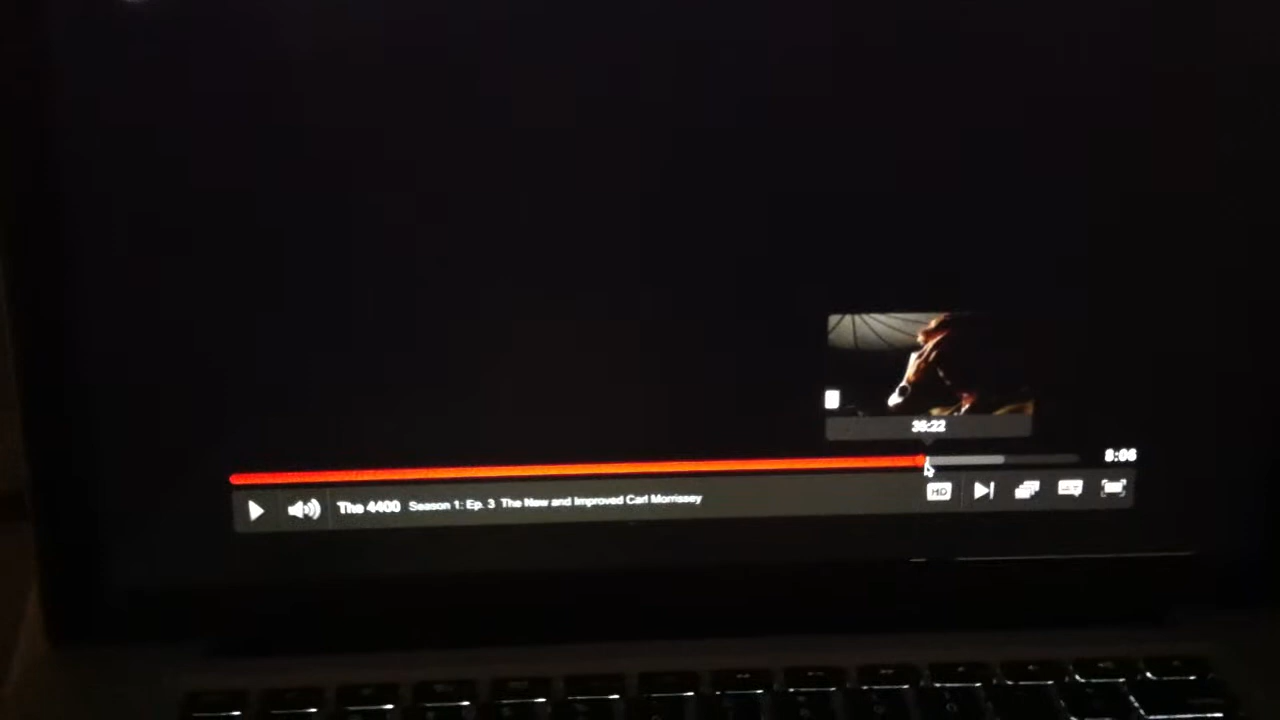 36:22
8:06
The 4400 Season 1: Ep. 3 The New and Improved Carl Morrissey
HD